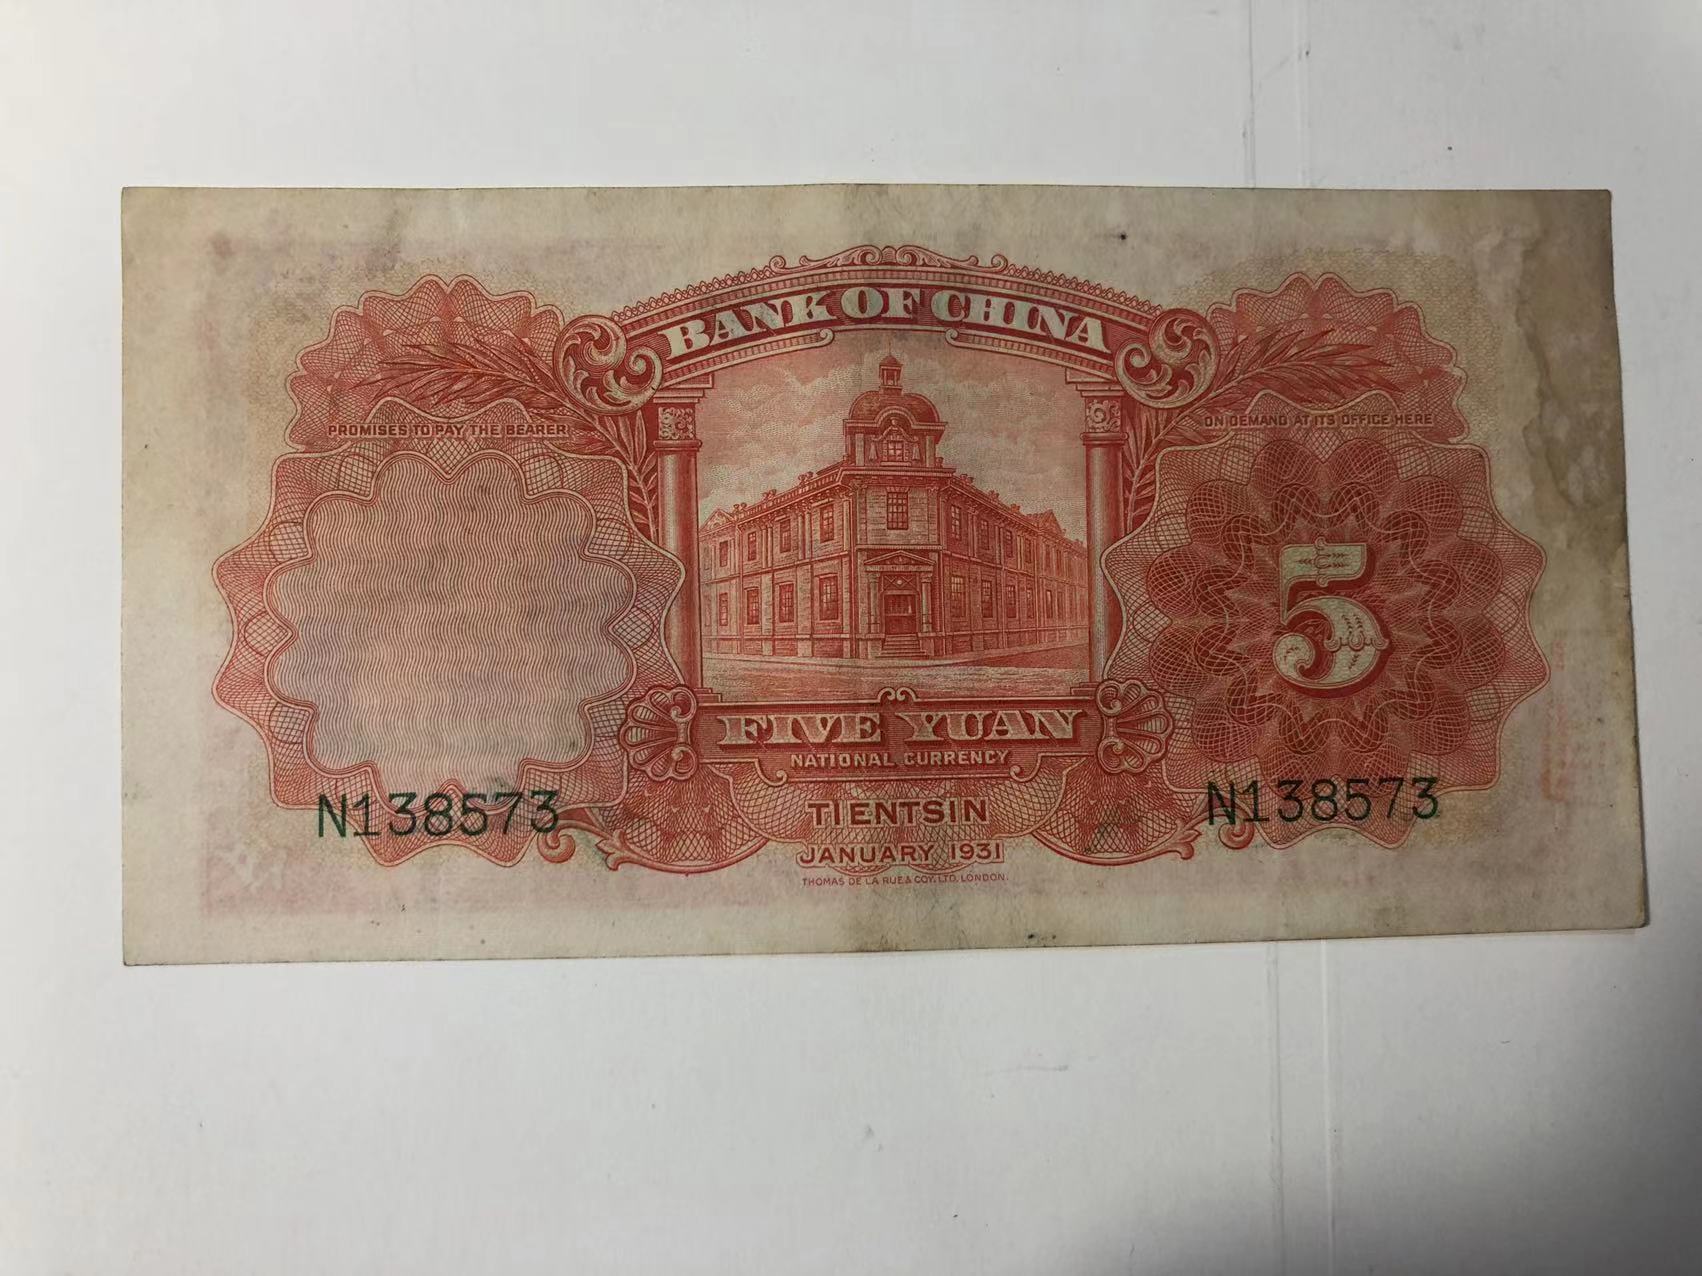 BANK OF CHINA
PROMISES TO PAY THE BEARER
ON DEMAND AT ITS OFFICE HERE
5
FIVE YUAN
NATIONAL CURRENCY
N138573
N138573
TIENTSIN
JANUARY 1931
THOMAS DE LA RUE & COY. LTD. LONDON.